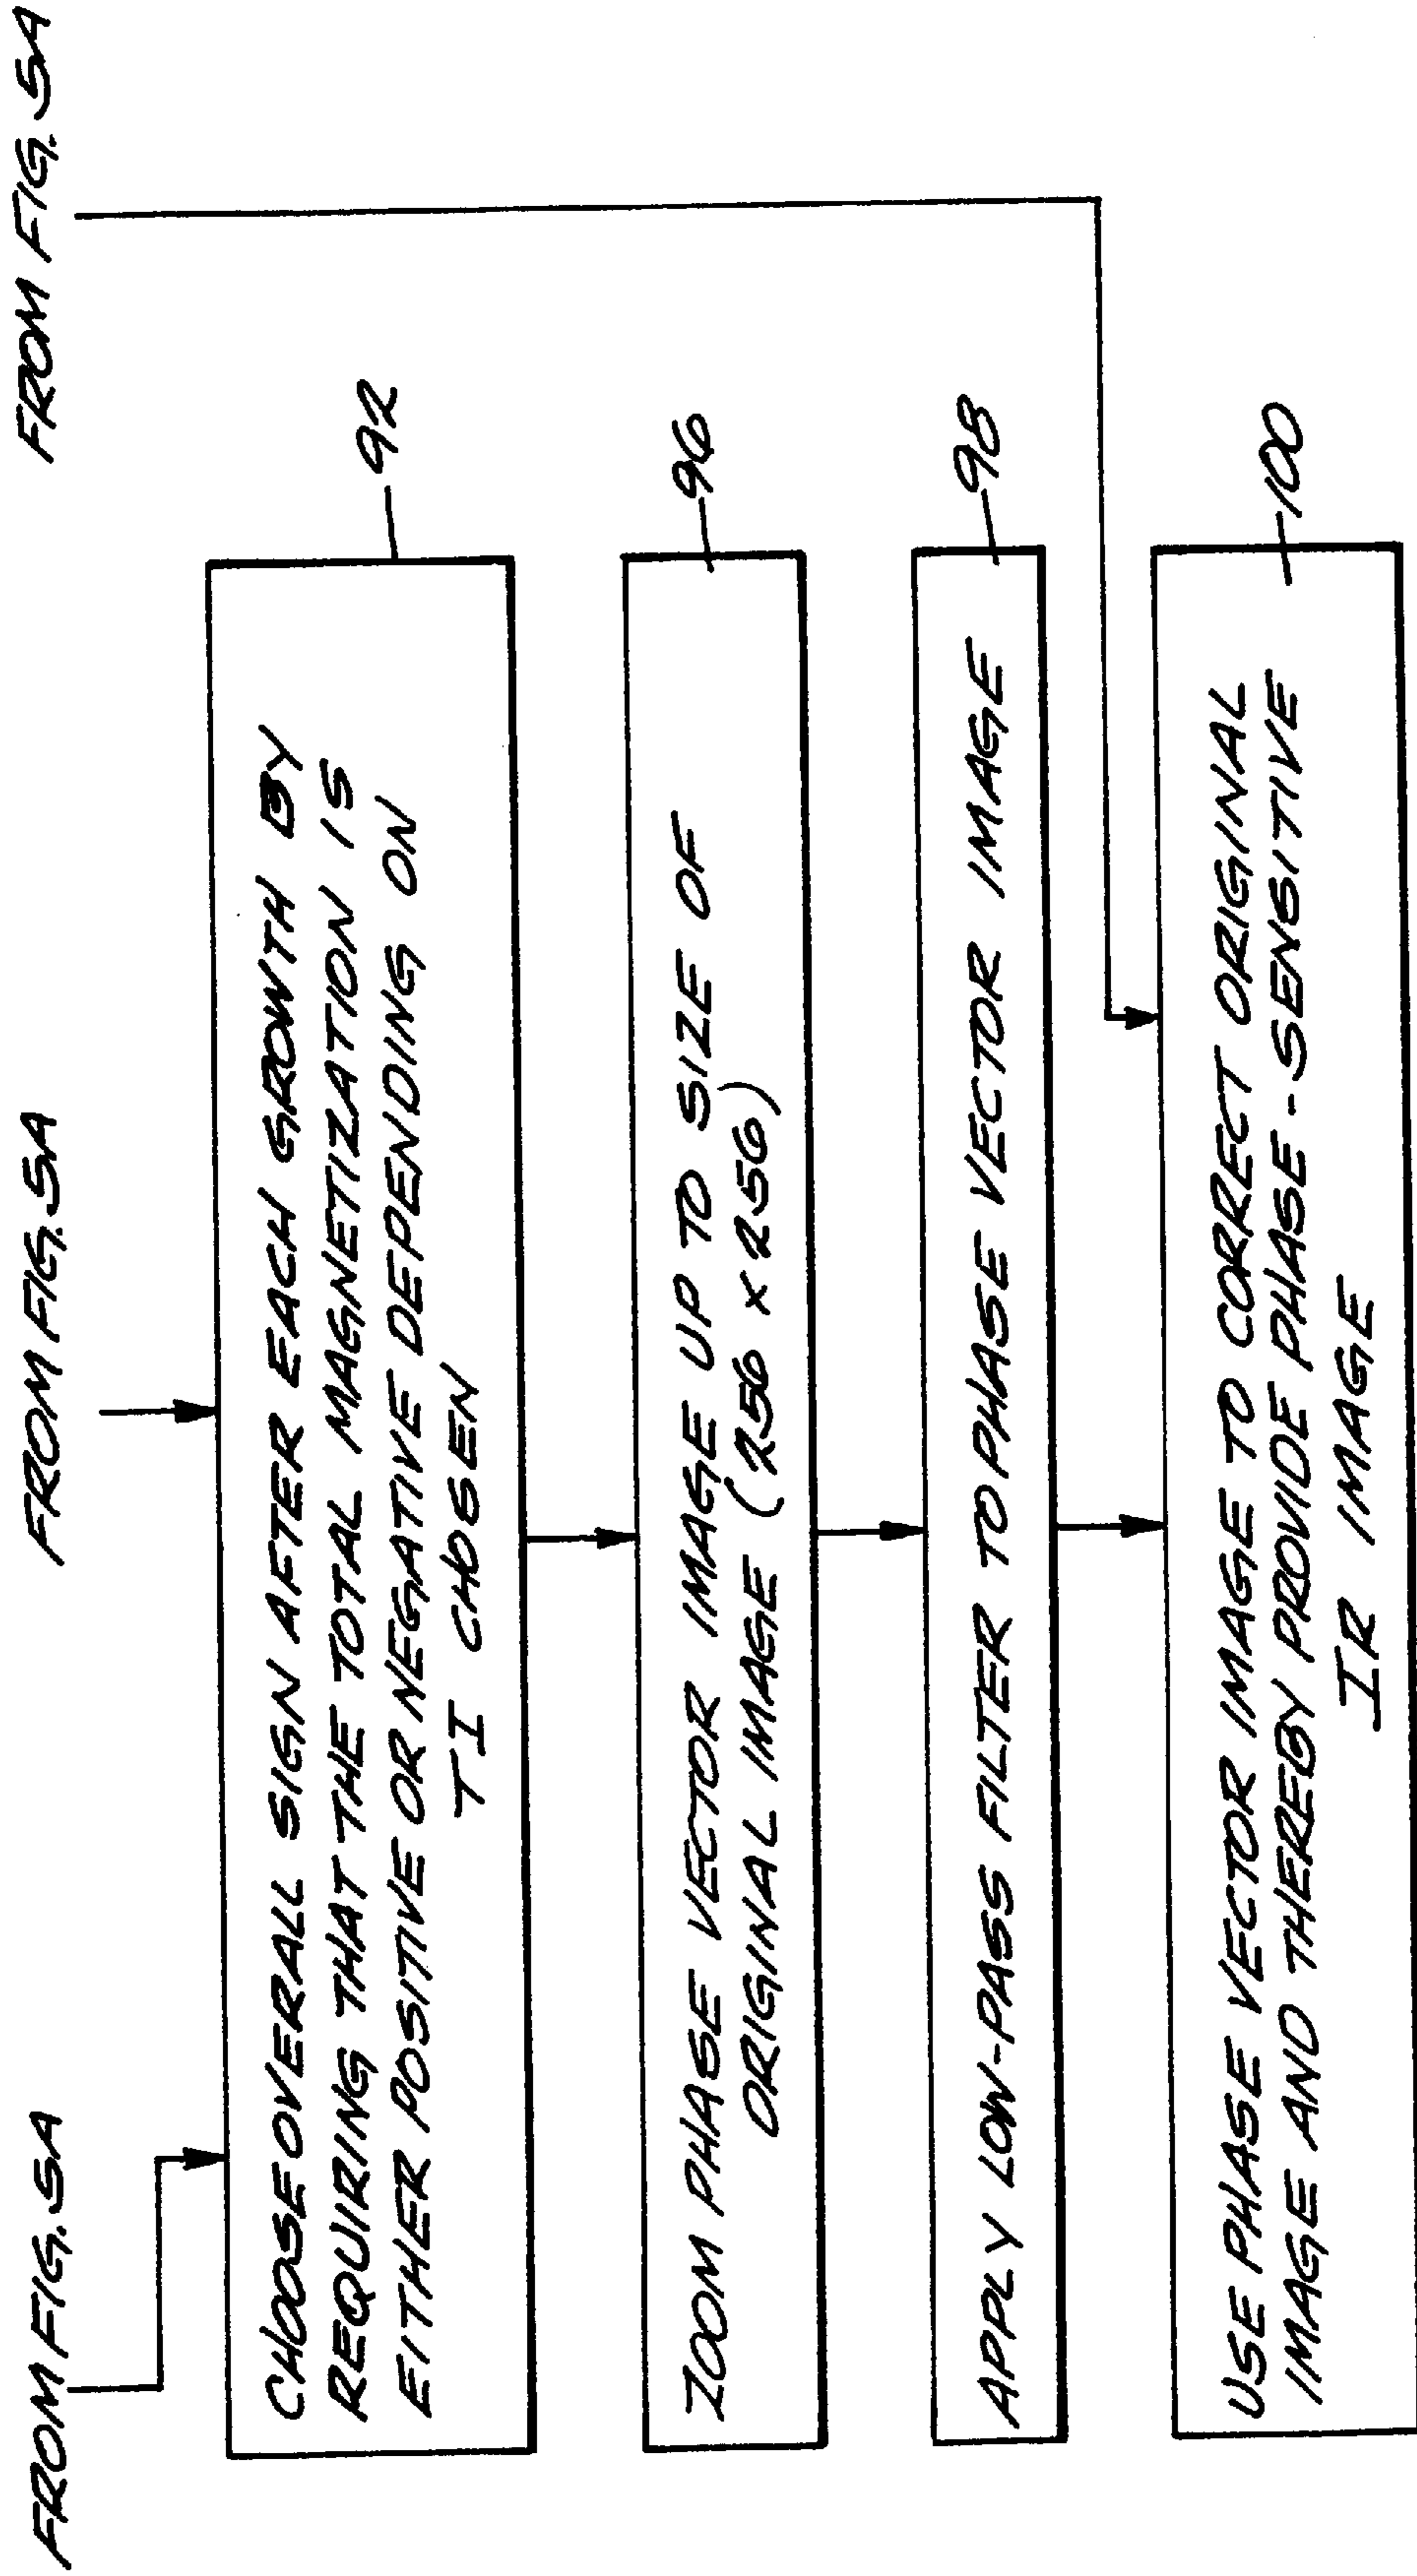 FROM FIG. 5A
FROM FIG. 5A
FROM FIG. 5A
CHOOSE OVERALL SIGN AFTER EACH GROWTH BY
REQUIRING THAT THE TOTAL MAGNETIZATION IS
EITHER POSITIVE OR NEGATIVE DEPENDING ON
TI CHOSEN
92
ZOOM PHASE VECTOR IMAGE UP TO SIZE OF
ORIGINAL IMAGE (256 x 256)
96
APPLY LOW-PASS FILTER TO PHASE VECTOR IMAGE
98
USE PHASE VECTOR IMAGE TO CORRECT ORIGINAL
IMAGE AND THEREBY PROVIDE PHASE-SENSITIVE
IR IMAGE
100